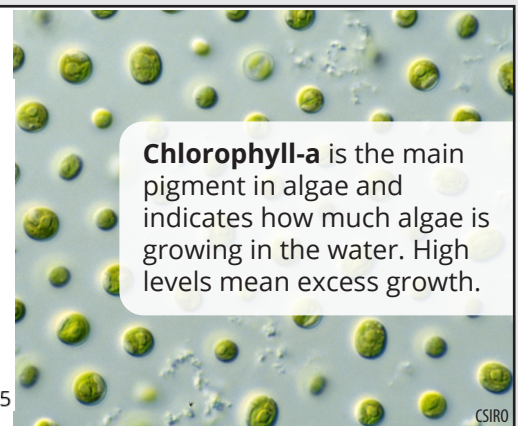 Chlorophyll-a is the main
pigment in algae and
indicates how much algae is
growing in the water. High
levels mean excess growth.
5
CSIRO